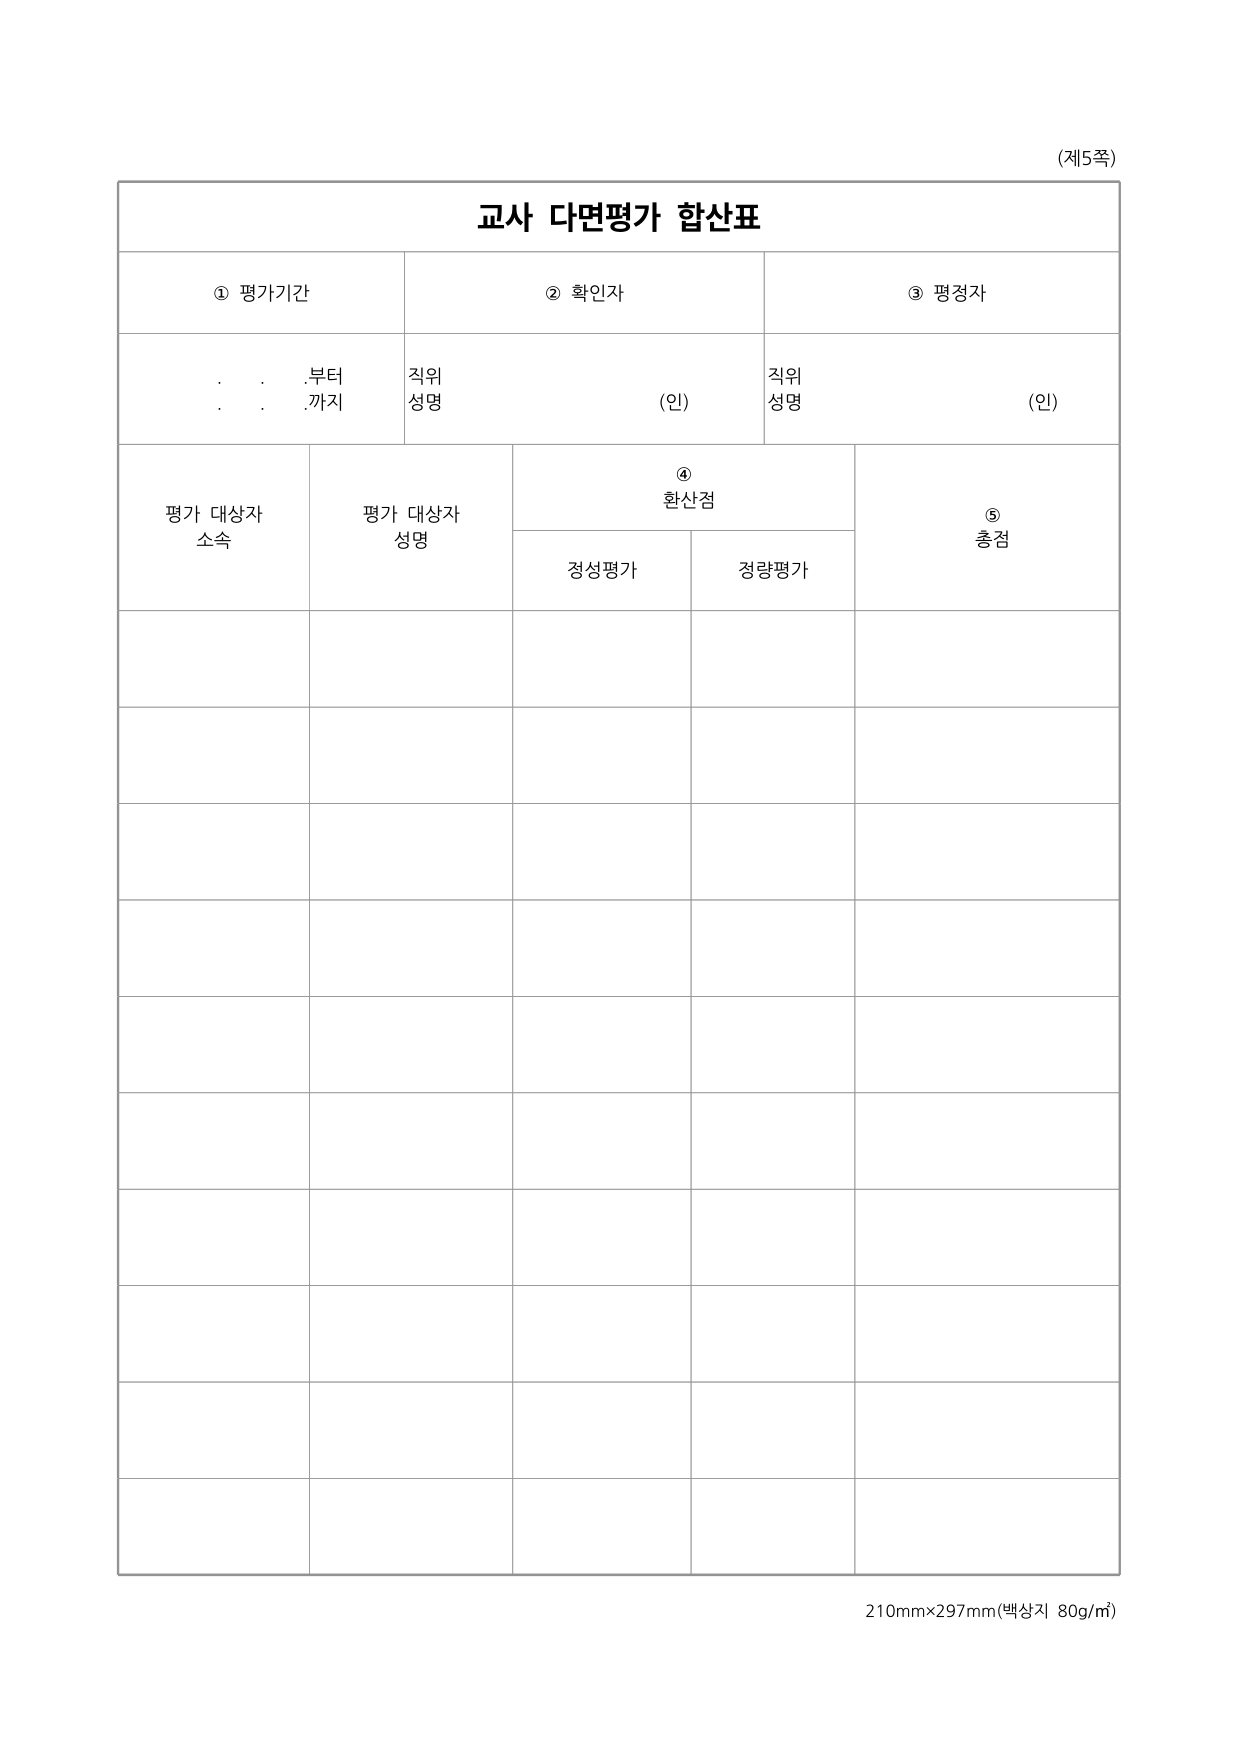 (제5쪽)
교사 다면평가 합산표
① 평가기간
② 확인자
③ 평정자
. . .부터
. . .까지
직위
성명 (인)
직위
성명 (인)
평가 대상자
소속
평가 대상자
성명
④
환산점
정성평가
정량평가
⑤
총점
210mm×297mm(백상지 80g/㎡)